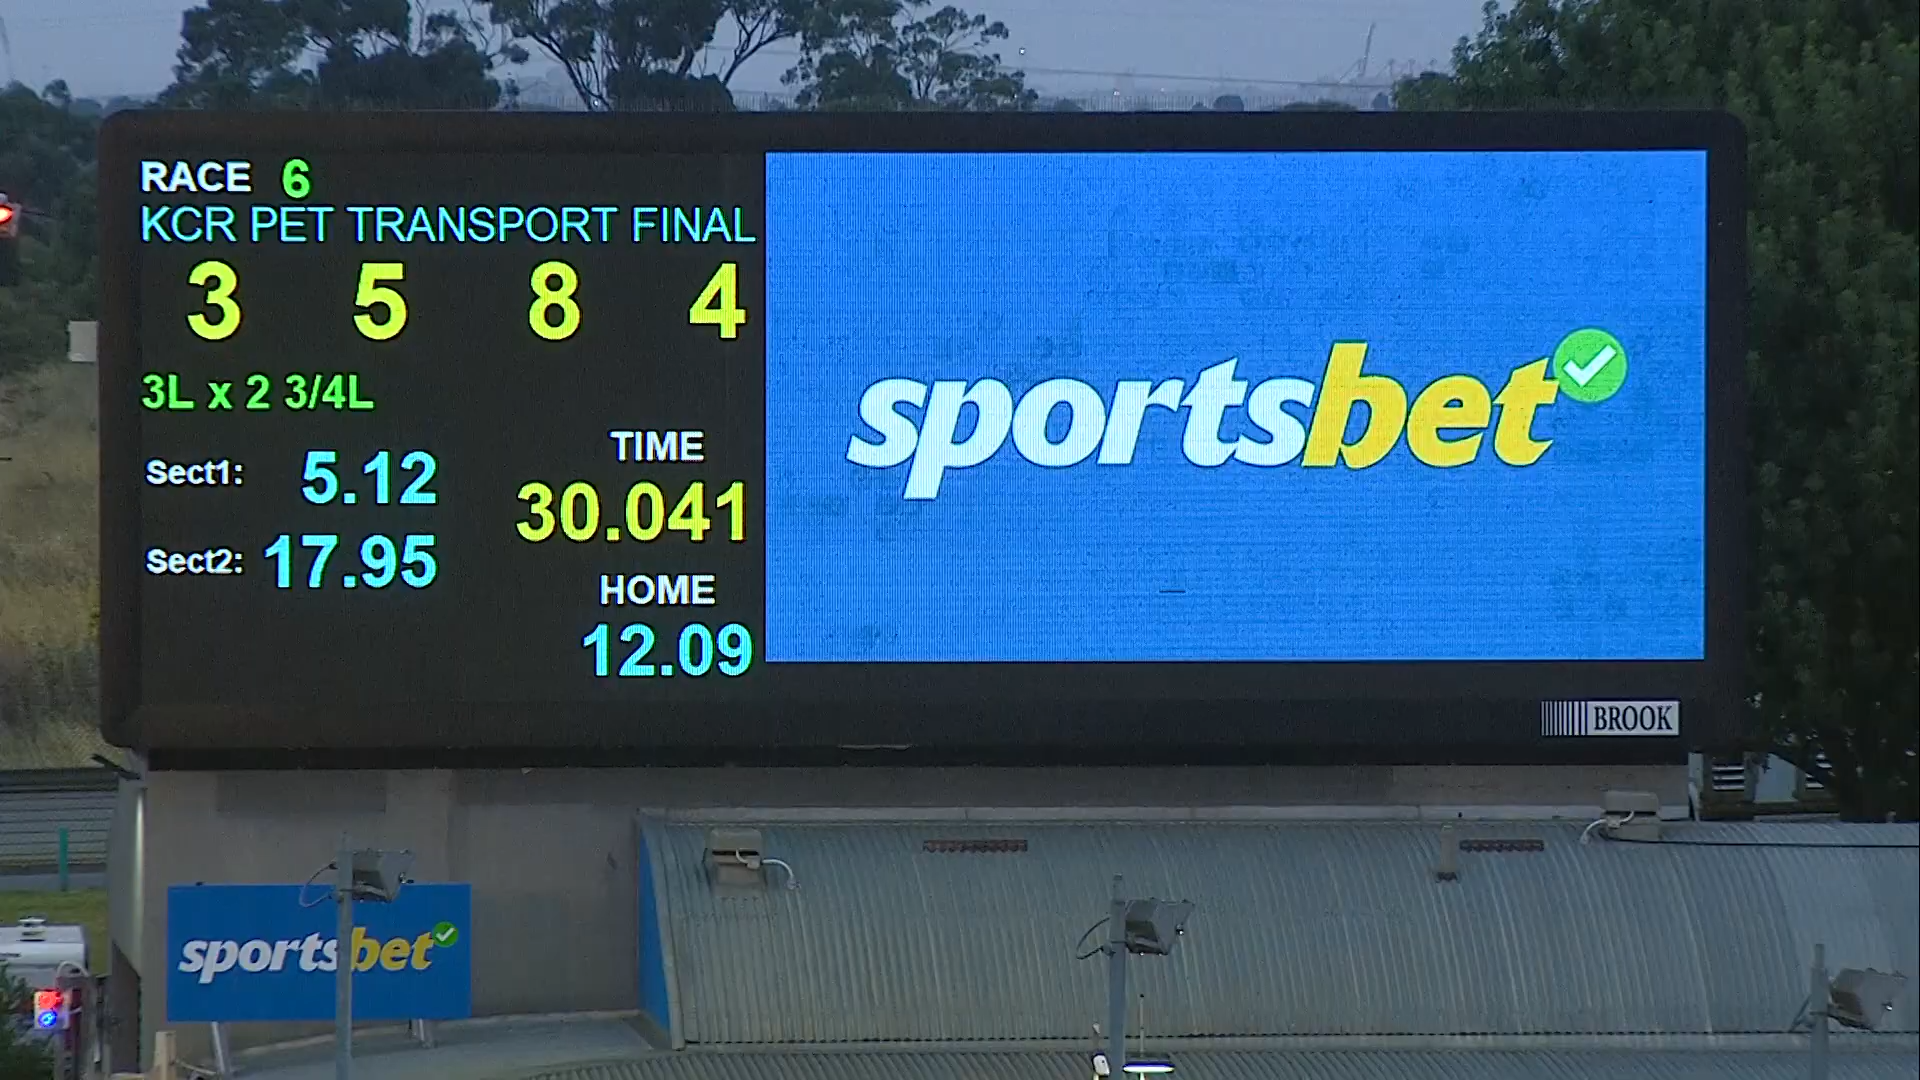 RACE 6
KCR PET TRANSPORT FINAL
3 5 8 4
3L x 2 3/4L
Sect1: 5.12
Sect2: 17.95
TIME
30.041
HOME
12.09
sportsbet
BROOK
sportsbet